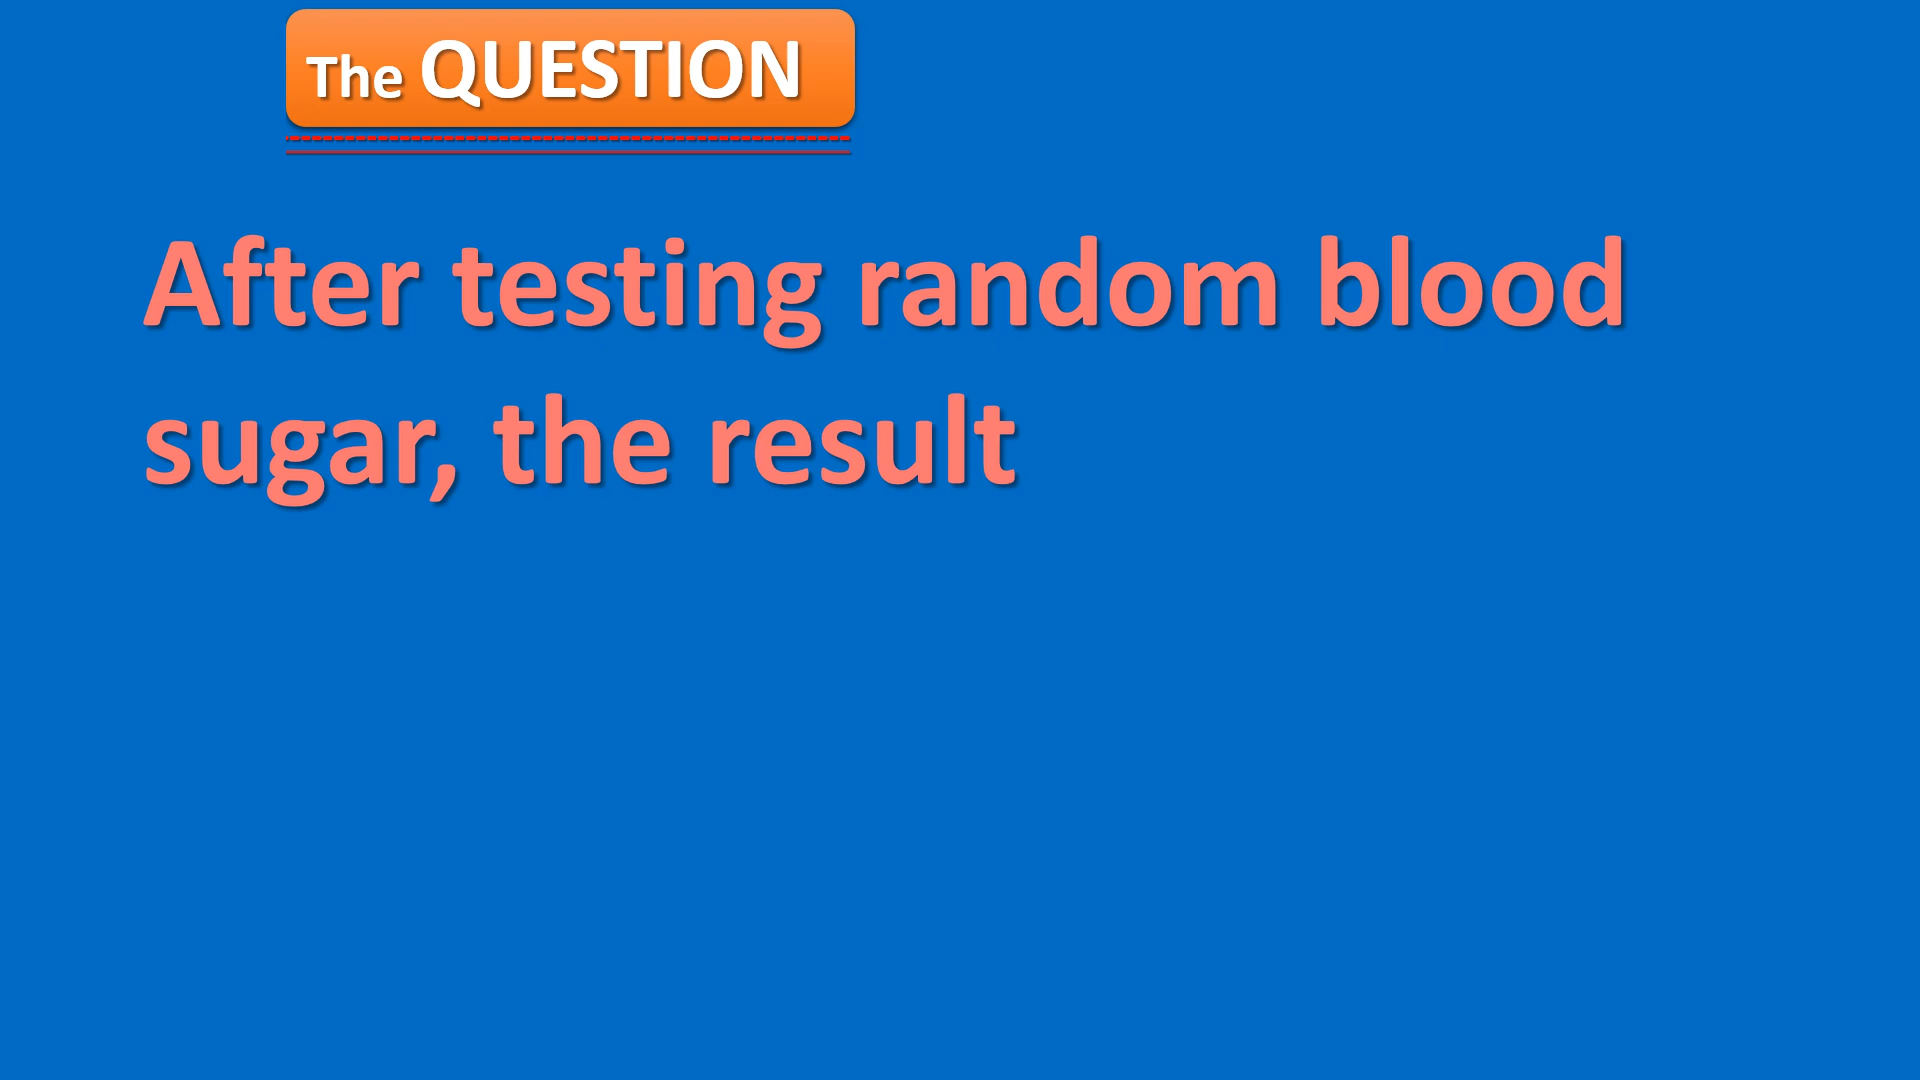 The QUESTION
After testing random blood
sugar, the result